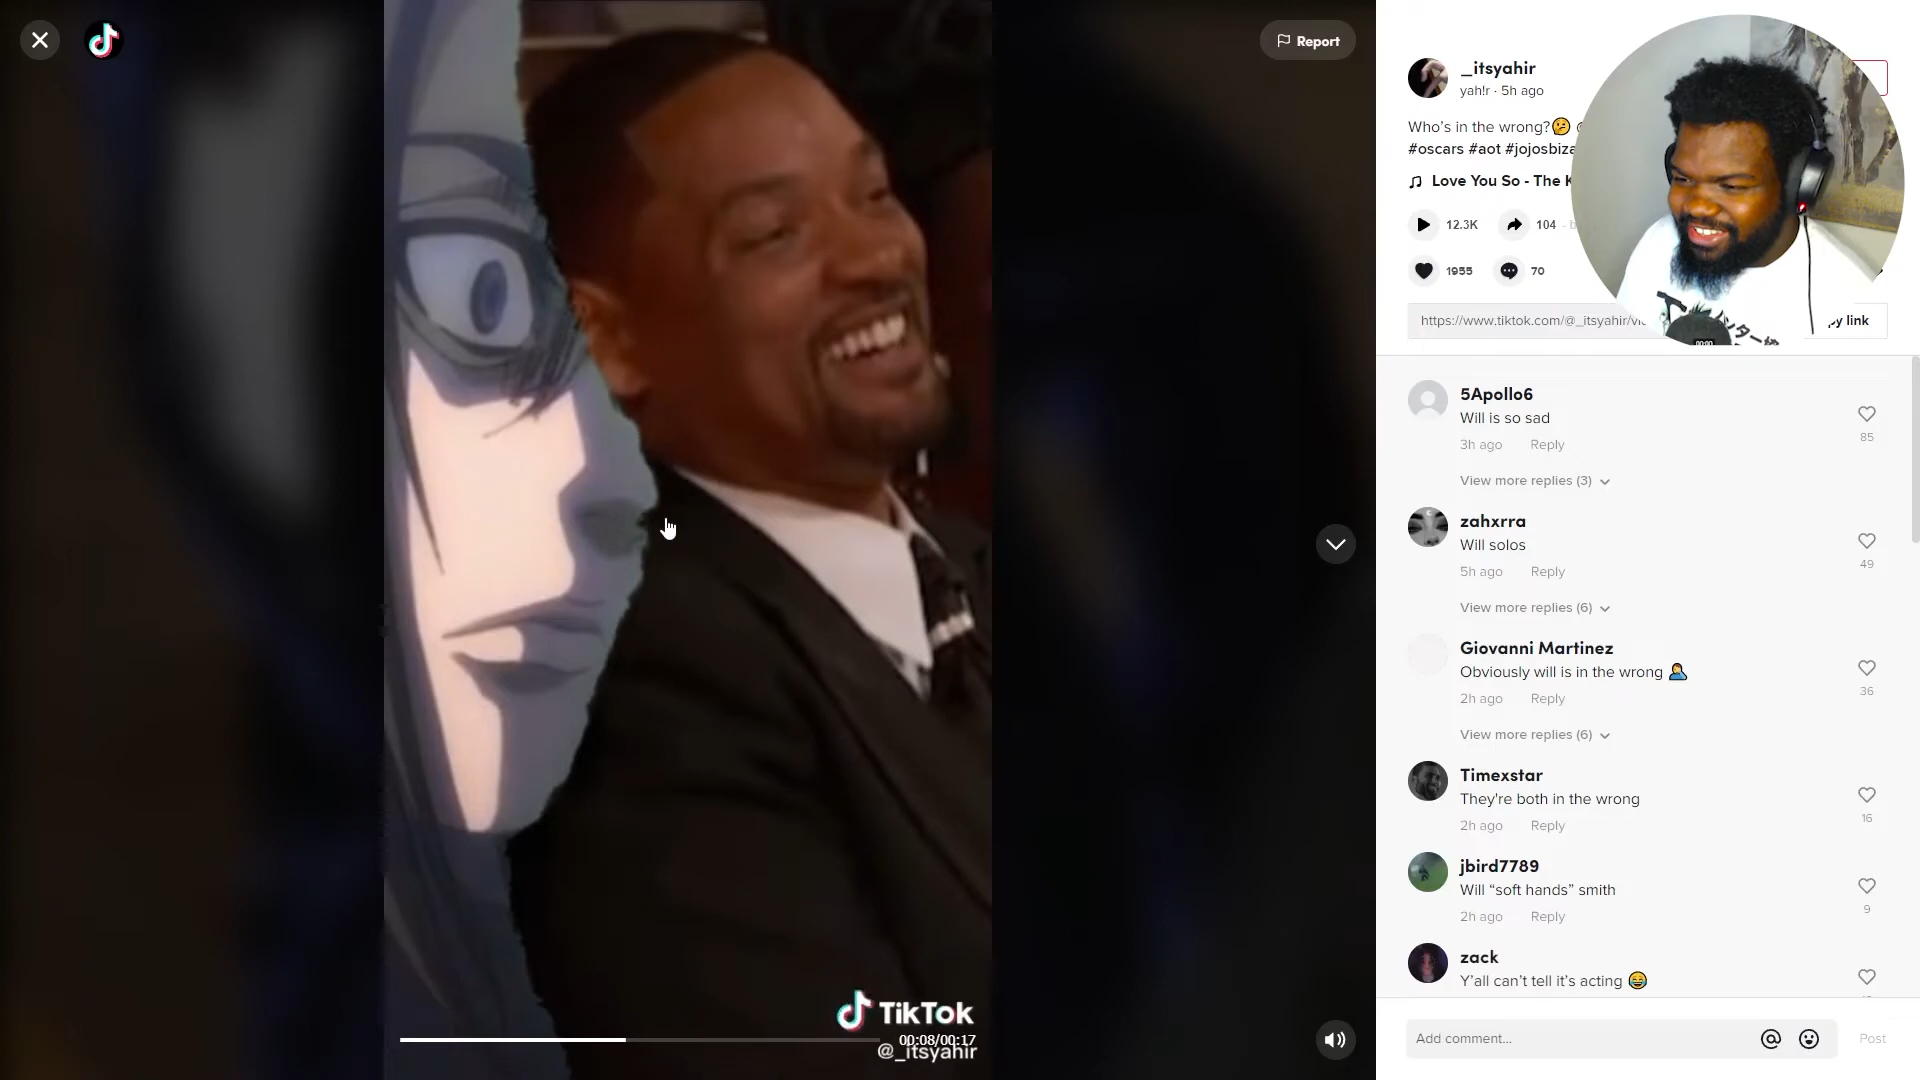 Report
_itsyahir
yah!r · 5h ago
Who's in the wrong?🤔
#oscars #aot #jojosbiza
Love You So - The K
12.3K
104
1955
70
https://www.tiktok.com/@_itsyahir/vi
py link
5Apollo6
Will is so sad
85
3h ago Reply
View more replies (3)
zahxrra
Will solos
49
5h ago Reply
View more replies (6)
Giovanni Martinez
Obviously will is in the wrong 🤦‍♂️
36
2h ago Reply
View more replies (6)
Timexstar
They're both in the wrong
16
2h ago Reply
jbird7789
Will “soft hands” smith
9
2h ago Reply
zack
Y'all can't tell it's acting 😂
TikTok
00:08/00:17
@_itsyahir
Add comment...
Post